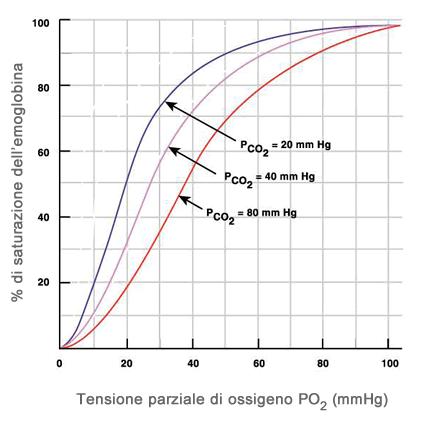 % di saturazione dell'emoglobina
100
80
60
40
20
PCO2 = 20 mm Hg
PCO2 = 40 mm Hg
PCO2 = 80 mm Hg
0 20 40 60 80 100
Tensione parziale di ossigeno PO2 (mmHg)